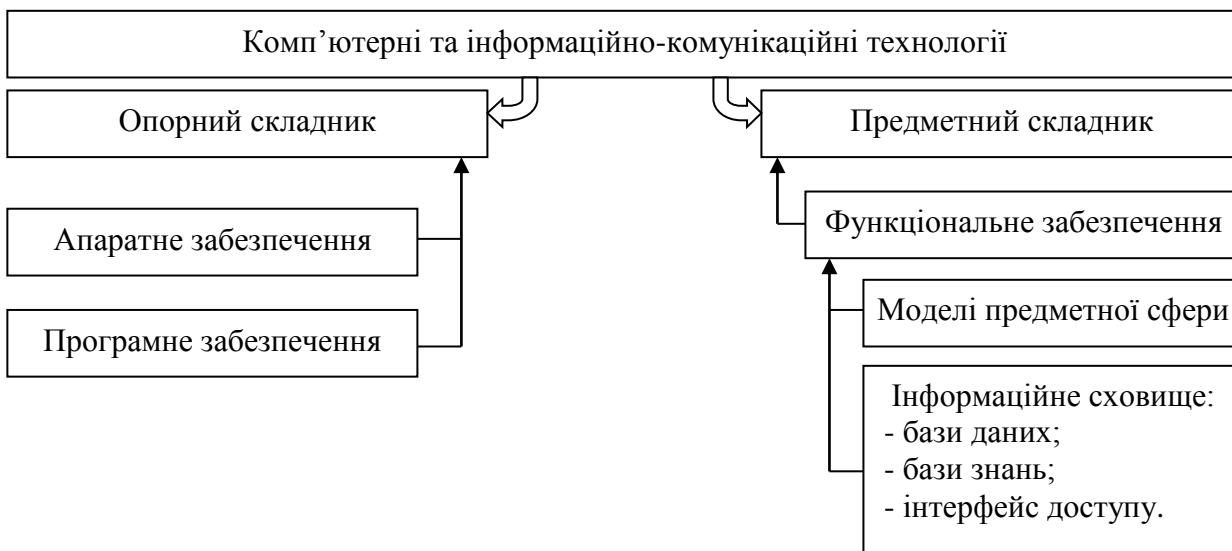 Комп’ютерні та інформаційно-комунікаційні технології
Опорний складник
Предметний складник
Апаратне забезпечення
Програмне забезпечення
Функціональне забезпечення
Моделі предметної сфери
Інформаційне сховище:
- бази даних;
- бази знань;
- інтерфейс доступу.